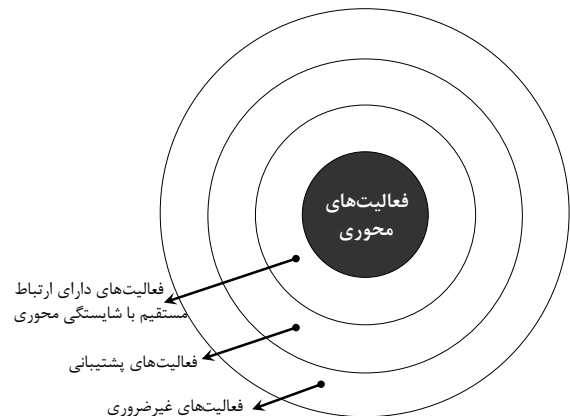 فعالیت‌های
محوری
فعالیت‌های دارای ارتباط
مستقیم با شایستگی محوری
فعالیت‌های پشتیبانی
فعالیت‌های غیرضروری